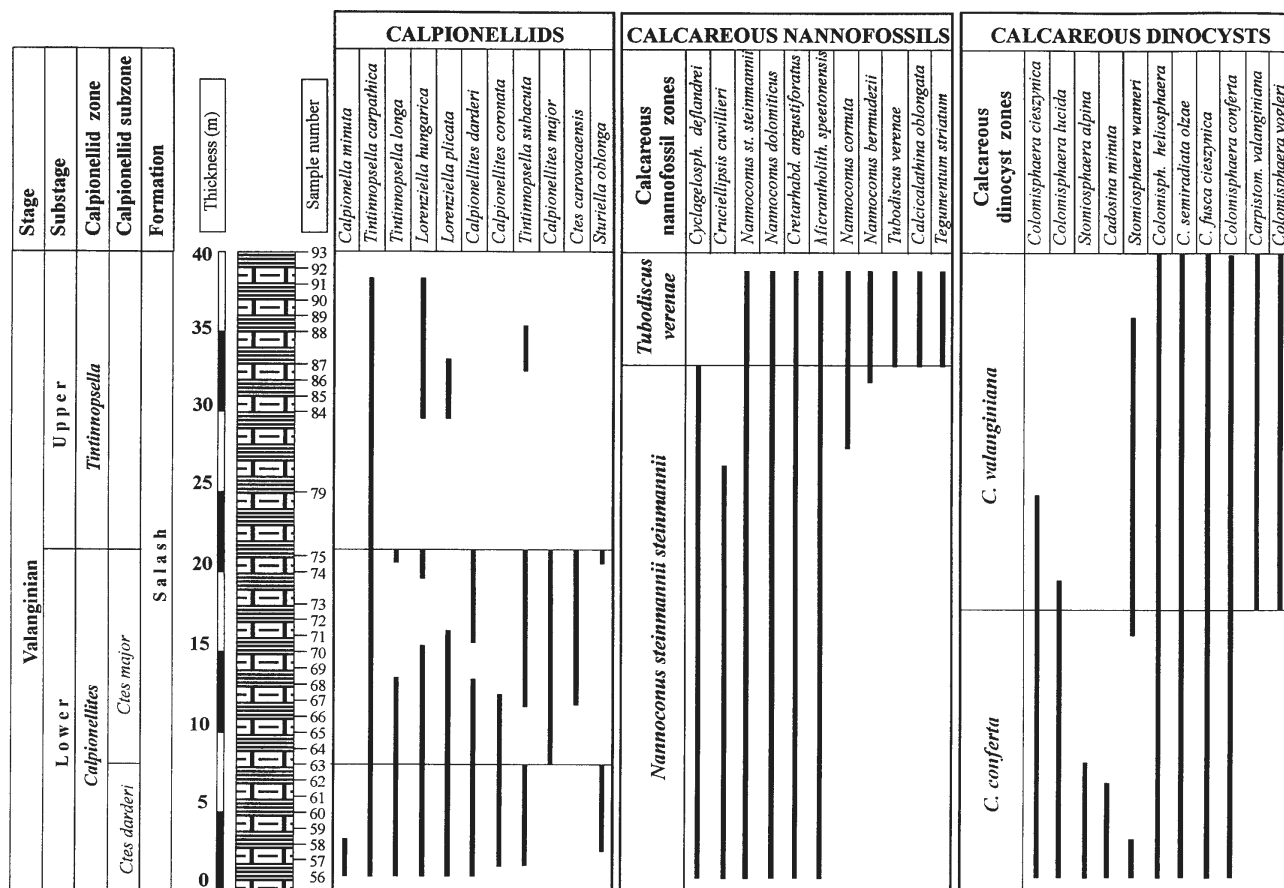 CALPIONELLIDS
CALCAREOUS NANNOFOSSILS
CALCAREOUS DINOCYSTS
Stage
Substage
Calpionellid zone
Calpionellid subzone
Formation
Thickness (m)
Sample number
Calpionella minuta
Tintinnopsella carpathica
Tintinnopsella longa
Lorenziella hungarica
Lorenziella plicata
Calpionellites darderi
Calpionellites coronata
Tintinnopsella subacuta
Calpionellites major
Ctes caravacaensis
Sturiella oblonga
Calcareous
nannofossil zones
Cyclagelosph. deflandrei
Cruciellipsis cuvillieri
Nannoconus st. steinmannii
Nannoconus dolomiticus
Cretarhabd. angustiforatus
Micrantholith. speetonensis
Nannoconus cornuta
Nannoconus bermudezii
Tubodiscus verenae
Calcicalathina oblongata
Tegumentum striatum
Calcareous
dinocyst zones
Colomisphaera cieszynica
Colomisphaera lucida
Stomiosphaera alpina
Cadosina minuta
Stomiosphaera wanneri
Colomisph. heliosphaera
C. semiradiata olzae
C. fusca cieszynica
Colomisphaera conferta
Carpistom. valanginiana
Colomisphaera vogleri
Valanginian
Upper
Lower
Tintinnopsella
Calpionellites
Ctes major
Ctes darderi
Salash
40
35
30
25
20
15
10
5
0
93
92
91
90
89
88
87
86
85
84
79
75
74
73
72
71
70
69
68
67
66
65
64
63
62
61
60
59
58
57
56
Tubodiscus
verenae
Nannoconus steinmannii steinmannii
C. valanginiana
C. conferta